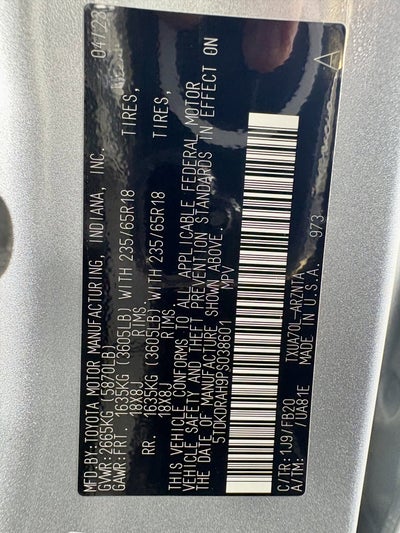 MFD.BY:TOYOTA MOTOR MANUFACTURING, INDIANA, INC. 04/23
GVWR:2665KG (5870LB)
GAWR:FRT. 1635KG (3605LB) WITH 235/65R18 TIRES,
18X8J RIMS.
RR. 1635KG (3605LB) WITH 235/65R18 TIRES,
18X8J RIMS.
THIS VEHICLE CONFORMS TO ALL APPLICABLE FEDERAL MOTOR
VEHICLE SAFETY AND THEFT PREVENTION STANDARDS IN EFFECT ON
THE DATE OF MANUFACTURE SHOWN ABOVE.
5TDKDRAH9PS038601 MPV
A
C/TR:1J9/FB20 TXUA70L-ARZNTA
A/TM: /UA81E MADE IN U.S.A. 973